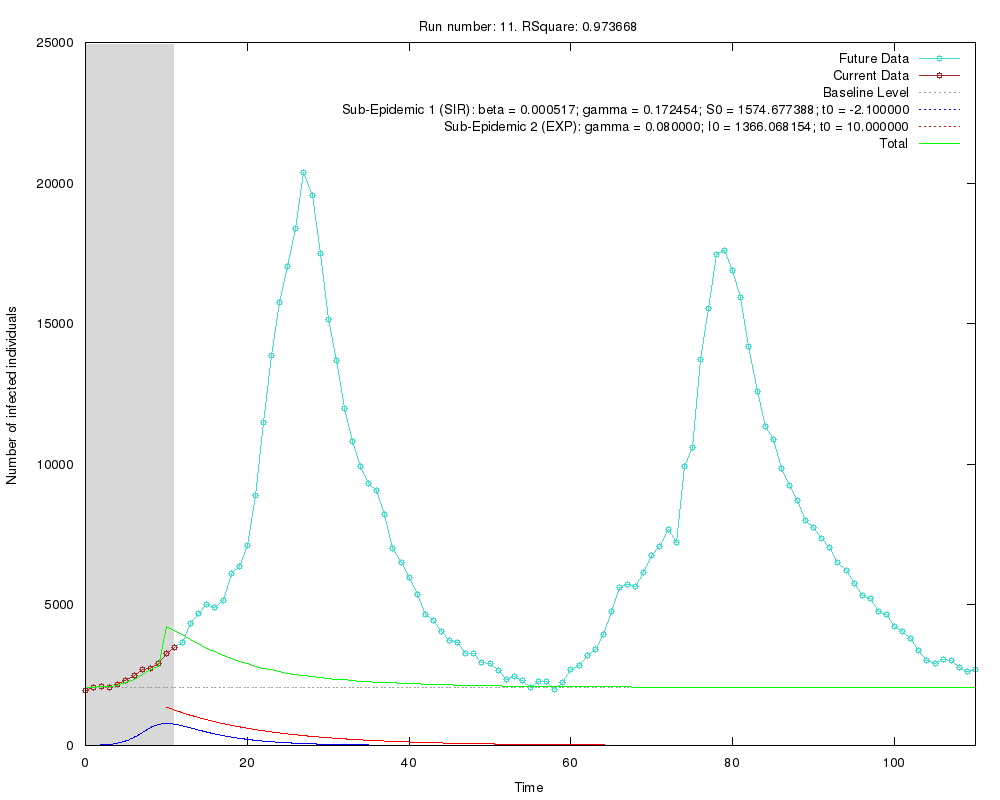 Run number: 11. RSquare: 0.973668
25000
20000
15000
10000
5000
0
Number of infected individuals
Future Data
Current Data
Baseline Level
Sub-Epidemic 1 (SIR): beta = 0.000517; gamma = 0.172454; S0 = 1574.677388; t0 = -2.100000
Sub-Epidemic 2 (EXP): gamma = 0.080000; I0 = 1366.068154; t0 = 10.000000
Total
0 20 40 60 80 100
Time